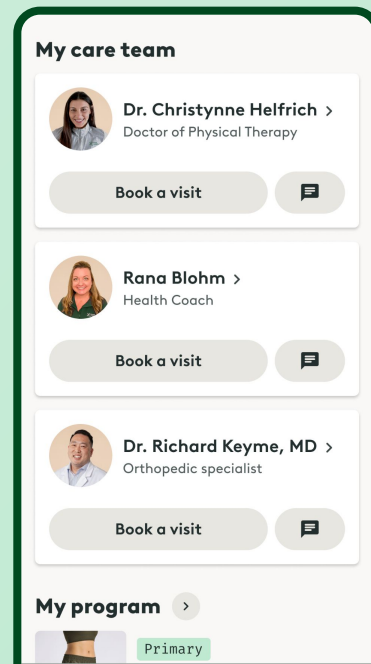 My care team
Dr. Christynne Helfrich >
Doctor of Physical Therapy
Book a visit
Rana Blohm >
Health Coach
Book a visit
Dr. Richard Keyme, MD >
Orthopedic specialist
Book a visit
My program >
Primary